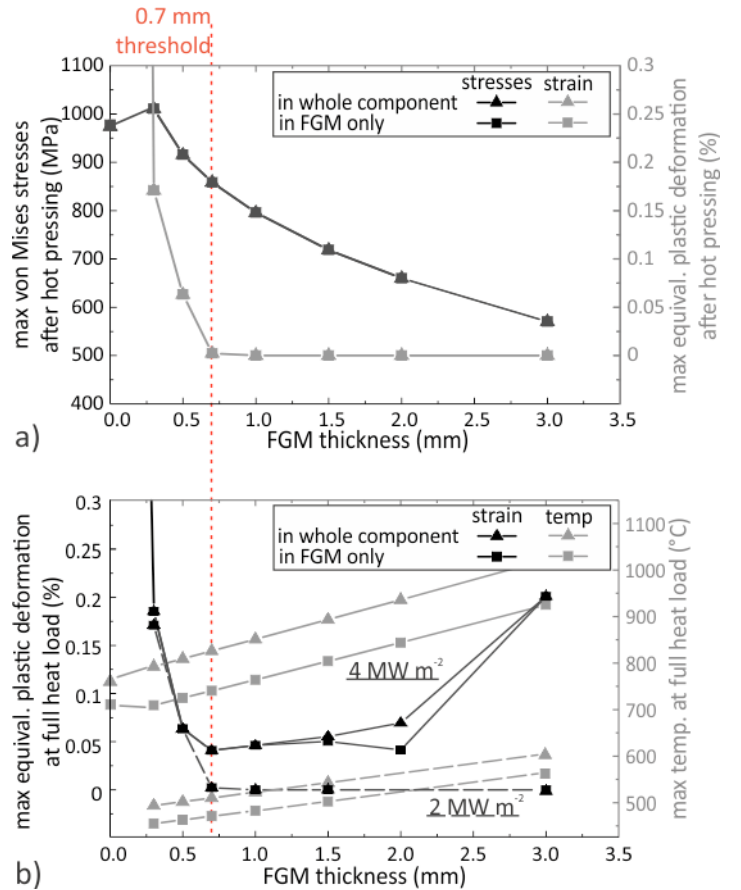 0.7 mm
threshold
1100
1000
900
800
700
600
500
400
max von Mises stresses
after hot pressing (MPa)
stresses strain
in whole component
in FGM only
0.3
0.25
0.2
0.15
0.1
0.05
0
max equival. plastic deformation
after hot pressing (%)
0.0 0.5 1.0 1.5 2.0 2.5 3.0 3.5
FGM thickness (mm)
a)
0.3
0.25
0.2
0.15
0.1
0.05
0
max equival. plastic deformation
at full heat load (%)
strain temp
in whole component
in FGM only
4 MW m-2
2 MW m-2
1100
1000
900
800
700
600
500
max temp. at full heat load (°C)
0.0 0.5 1.0 1.5 2.0 2.5 3.0 3.5
FGM thickness (mm)
b)